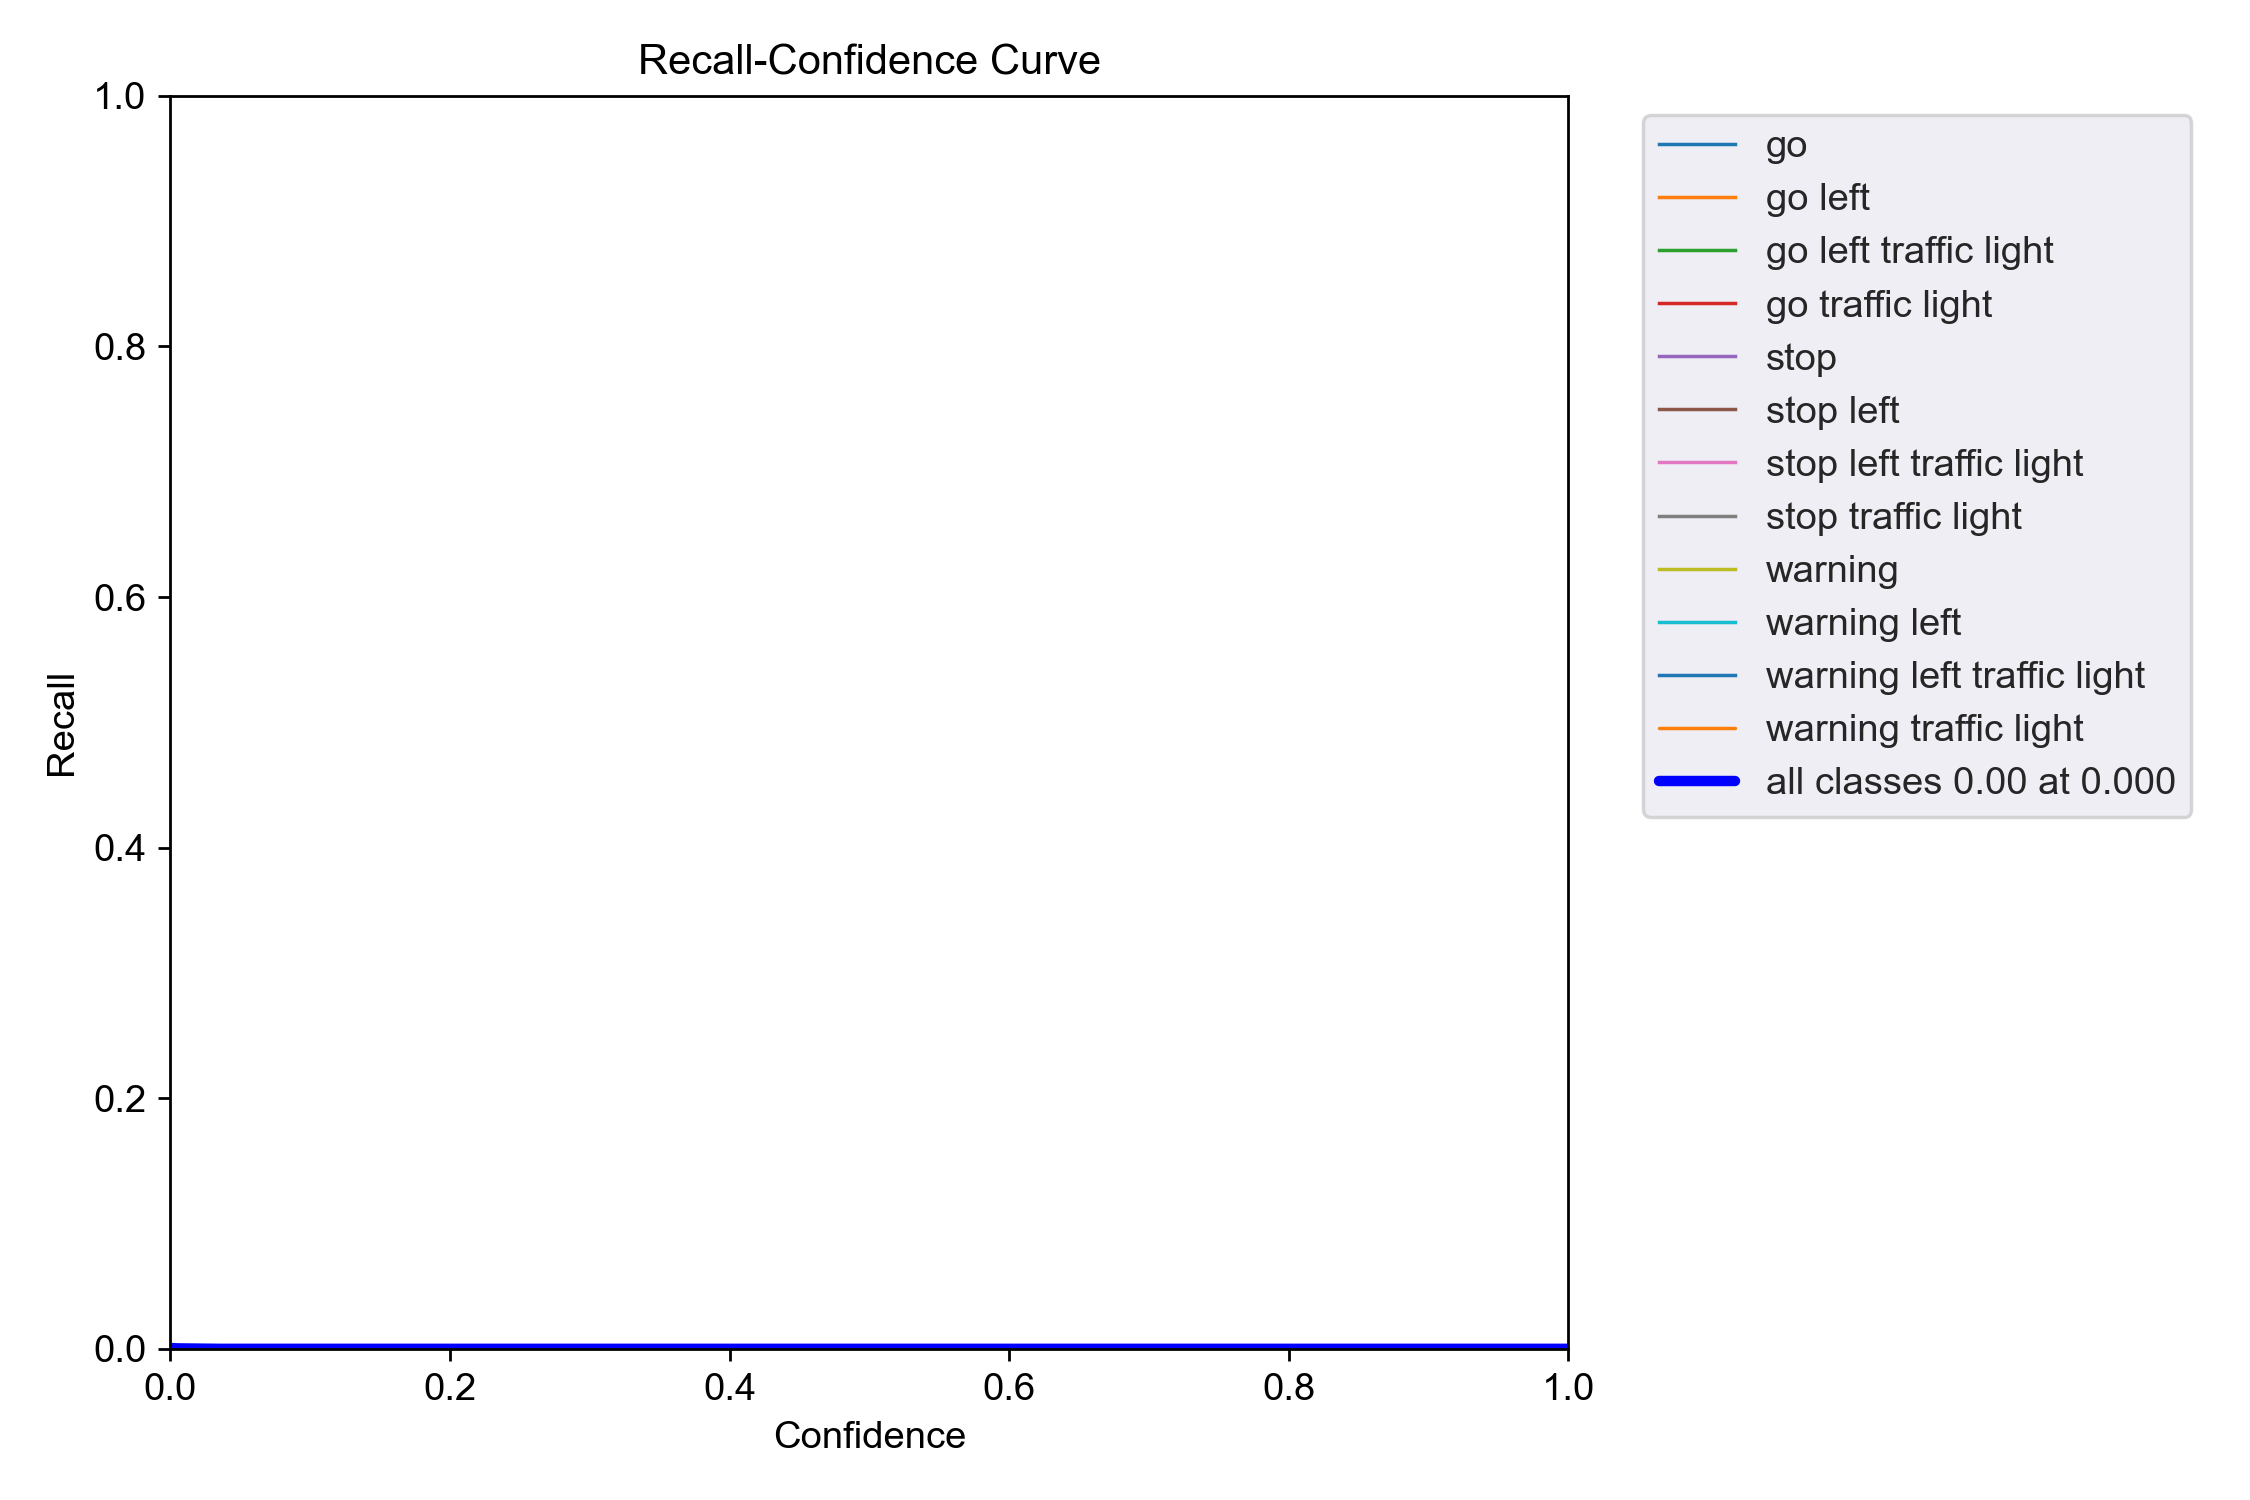 Recall-Confidence Curve
1.0
0.8
0.6
0.4
0.2
0.0
Recall
0.0 0.2 0.4 0.6 0.8 1.0
Confidence
go
go left
go left traffic light
go traffic light
stop
stop left
stop left traffic light
stop traffic light
warning
warning left
warning left traffic light
warning traffic light
all classes 0.00 at 0.000